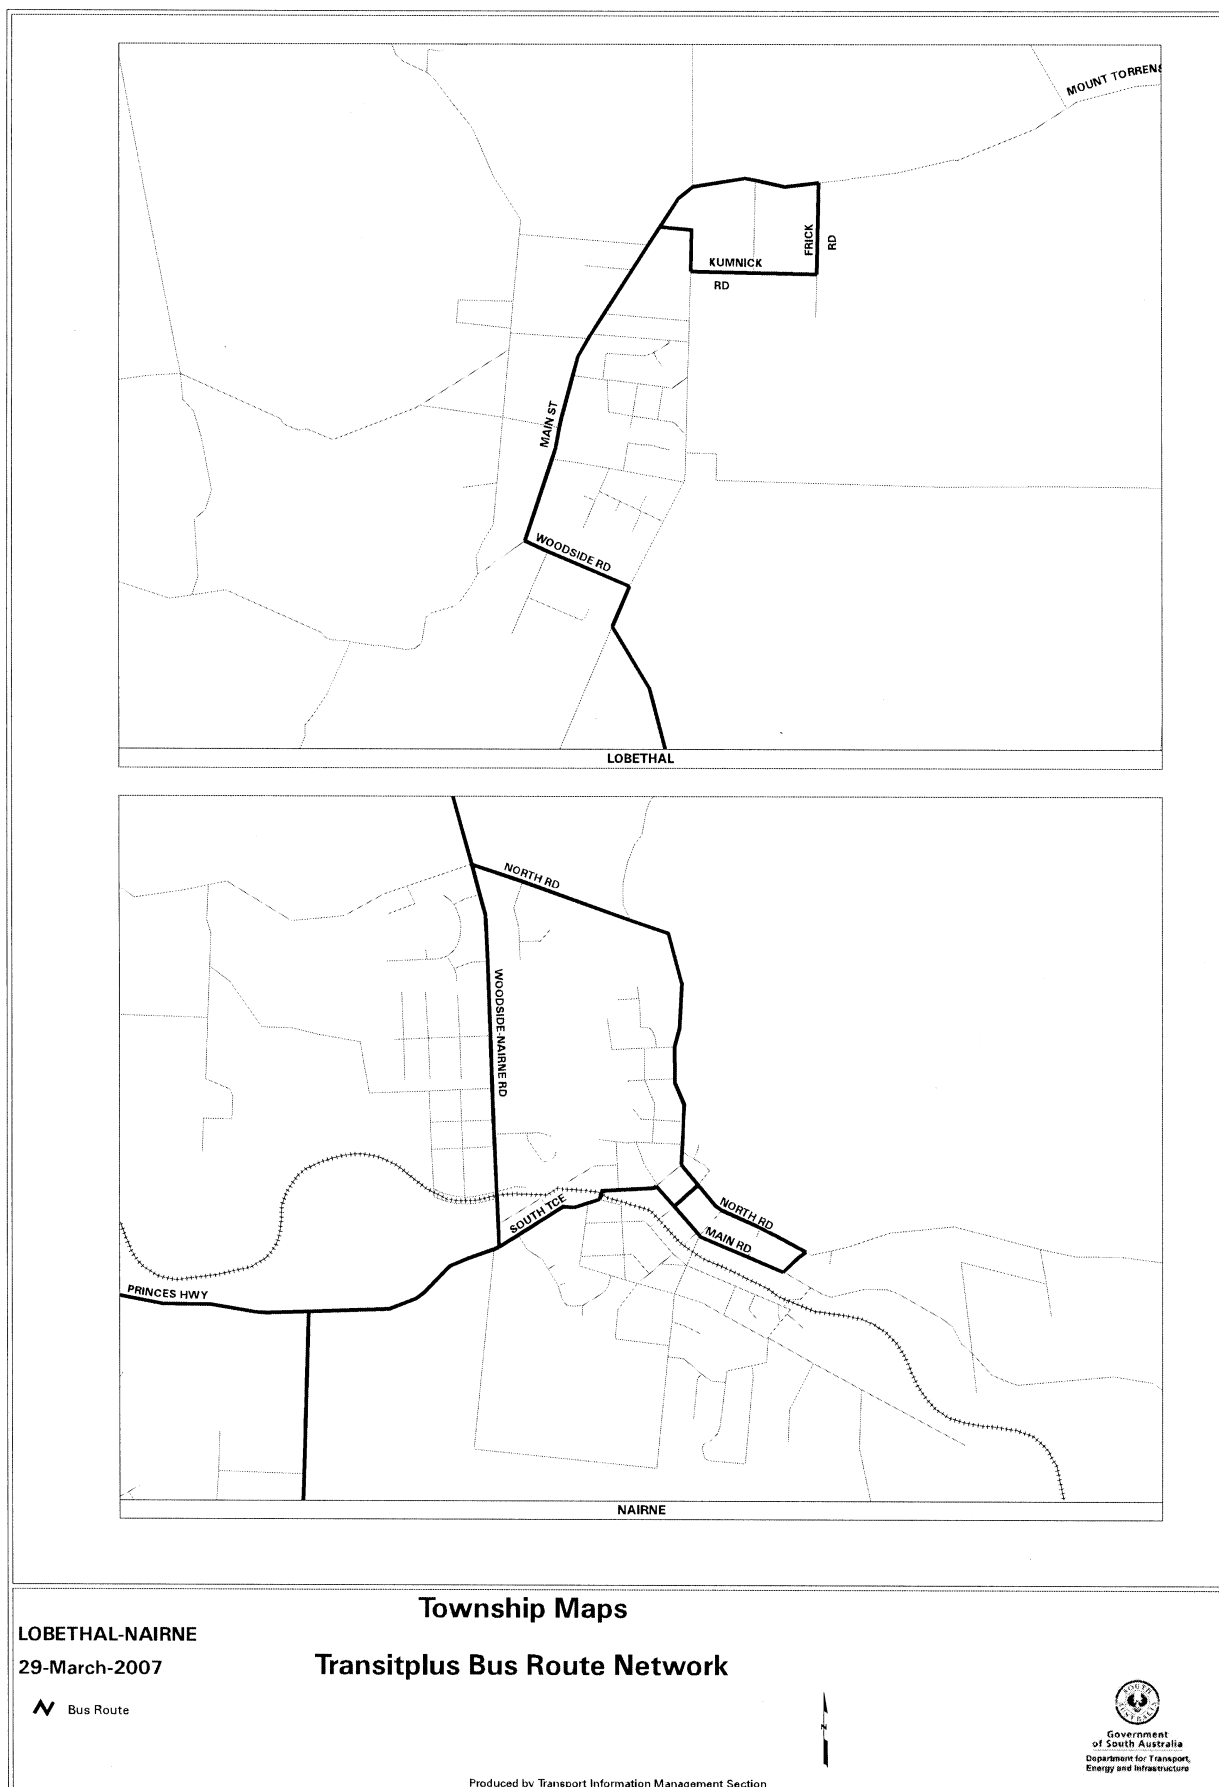 MOUNT TORRENS
FRICK
RD
KUMNICK
RD
MAIN ST
WOODSIDE RD
LOBETHAL
NORTH RD
WOODSIDE-NAIRNE RD
SOUTH TCE
NORTH RD
MAIN RD
PRINCES HWY
NAIRNE
Township Maps
LOBETHAL-NAIRNE
29-March-2007
Transitplus Bus Route Network
Bus Route
N
SOUTH
AUSTRALIA
Government
of South Australia
Department for Transport,
Energy and Infrastructure
Produced by Transport Information Management Section